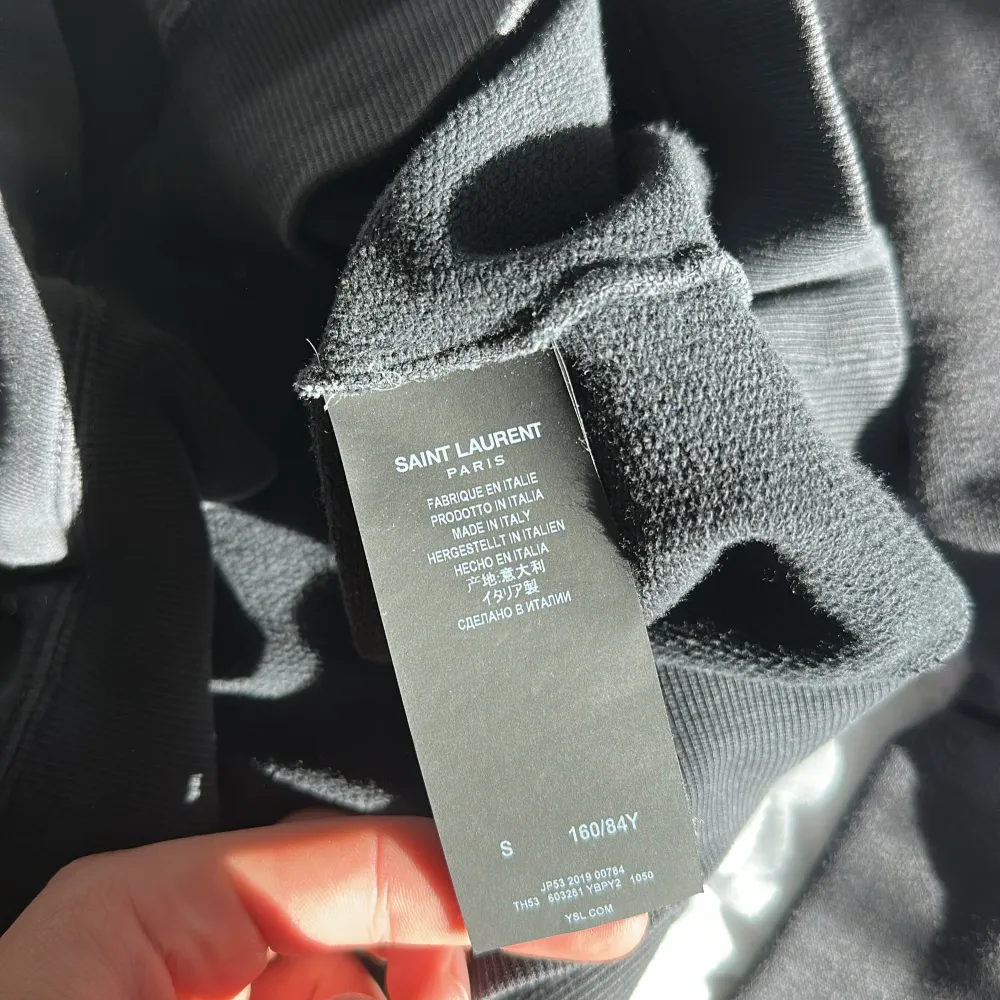 SAINT LAURENT
PARIS
FABRIQUE EN ITALIE
PRODOTTO IN ITALIA
MADE IN ITALY
HERGESTELLT IN ITALIEN
HECHO EN ITALIA
产地:意大利
イタリア製
СДЕЛАНО В ИТАЛИИ
S 160/84Y
JP53 2019 00784
TH53 603281 YBPY2 1050
YSL.COM